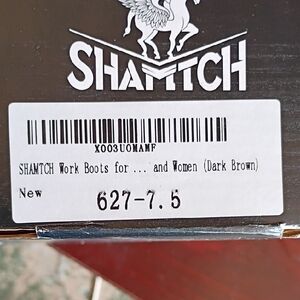 SHAMTCH
X003U0MAMF
SHAMTCH Work Boots for ... and Women (Dark Brown)
New
627-7.5